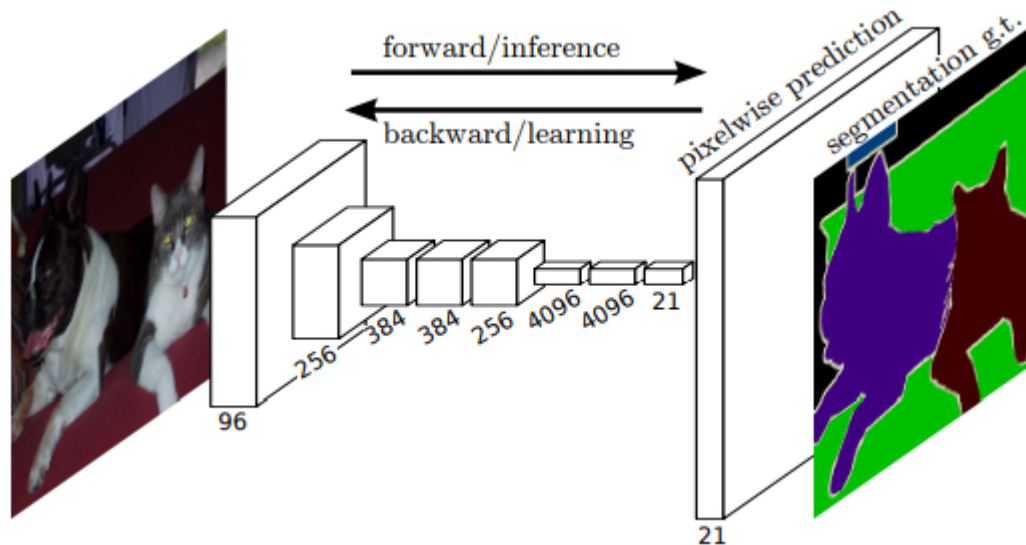 forward/inference
backward/learning
pixelwise prediction
segmentation g.t.
96
256
384
384
256
4096
4096
21
21